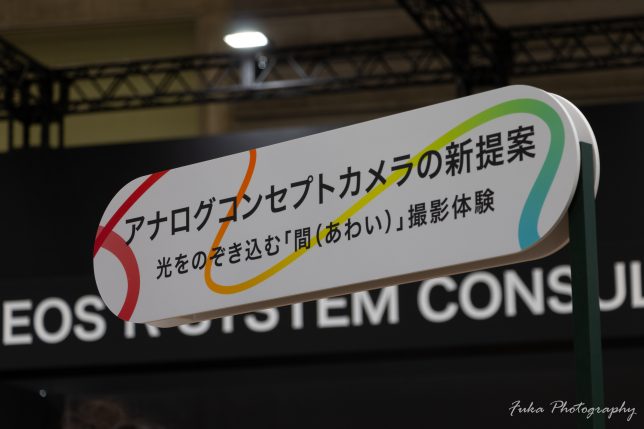 アナログコンセプトカメラの新提案
光をのぞき込む「間(あわい)」撮影体験
EOS R SYSTEM CONSUL
Fuka Photography